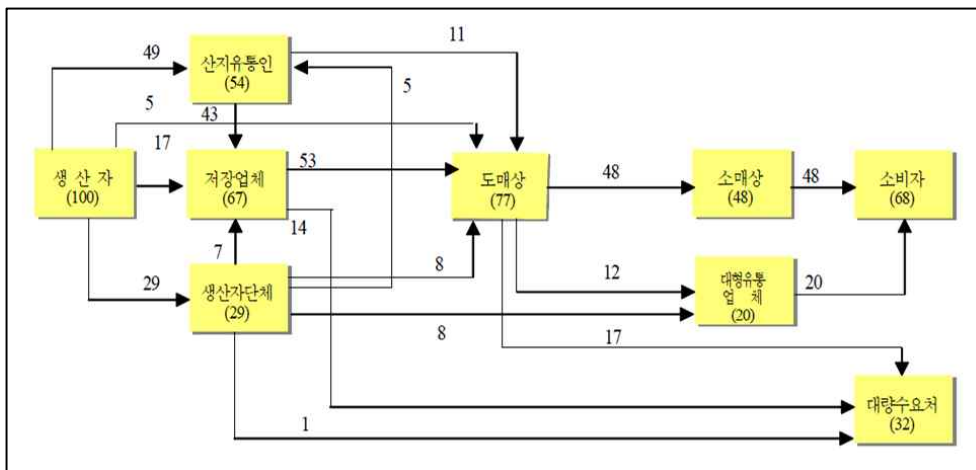 11
49
산지유통인
(54)
5
5
43
17
53
생 산 자
(100)
저장업체
(67)
도매상
(77)
48
소매상
(48)
48
소비자
(68)
14
7
8
12
29
생산자단체
(29)
대형유통
업 체
(20)
20
8
17
대량수요처
(32)
1